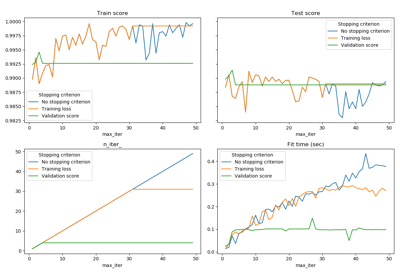 Train score
Test score
1.0000
0.9975
0.9950
0.9925
0.9900
0.9875
0.9850
0.9825
Stopping criterion
No stopping criterion
Training loss
Validation score
Stopping criterion
No stopping criterion
Training loss
Validation score
0 10 20 30 40 50
max_iter
0 10 20 30 40 50
max_iter
n_iter_
Fit time (sec)
50
40
30
20
10
0
Stopping criterion
No stopping criterion
Training loss
Validation score
0.4
0.3
0.2
0.1
0.0
Stopping criterion
No stopping criterion
Training loss
Validation score
0 10 20 30 40 50
max_iter
0 10 20 30 40 50
max_iter